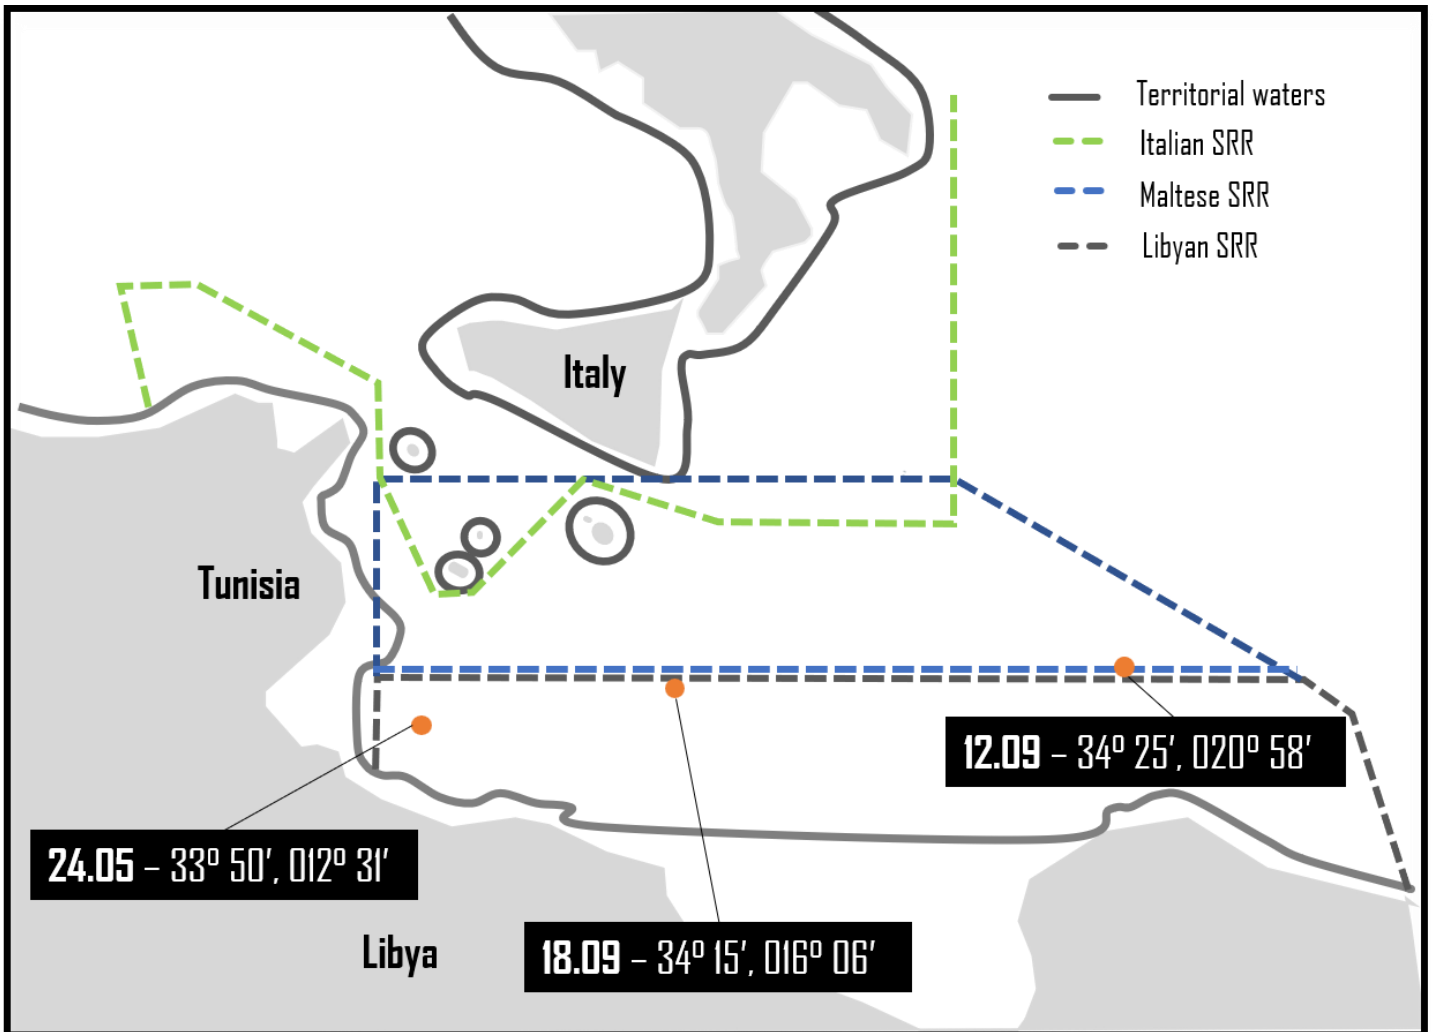 Territorial waters
Italian SRR
Maltese SRR
Libyan SRR
Italy
Tunisia
12.09 – 34º 25′, 020º 58′
24.05 – 33º 50′, 012º 31′
18.09 – 34º 15′, 016º 06′
Libya